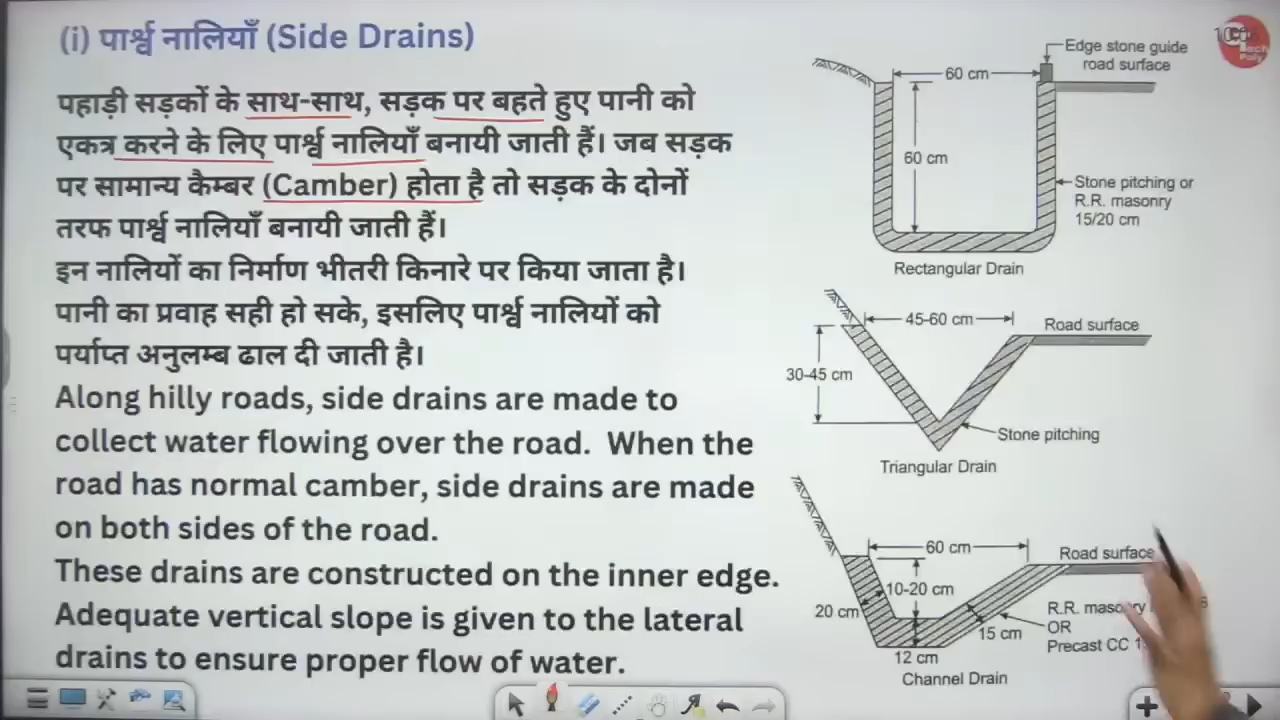 (i) पार्श्व नालियाँ (Side Drains)
पहाड़ी सड़कों के साथ-साथ, सड़क पर बहते हुए पानी को
एकत्र करने के लिए पार्श्व नालियाँ बनायी जाती हैं। जब सड़क
पर सामान्य कैम्बर (Camber) होता है तो सड़क के दोनों
तरफ पार्श्व नालियाँ बनायी जाती हैं।
इन नालियों का निर्माण भीतरी किनारे पर किया जाता है।
पानी का प्रवाह सही हो सके, इसलिए पार्श्व नालियों को
पर्याप्त अनुलम्ब ढाल दी जाती है।
Along hilly roads, side drains are made to
collect water flowing over the road. When the
road has normal camber, side drains are made
on both sides of the road.
These drains are constructed on the inner edge.
Adequate vertical slope is given to the lateral
drains to ensure proper flow of water.
Edge stone guide
road surface
60 cm
60 cm
Stone pitching or
R.R. masonry
15/20 cm
Rectangular Drain
45-60 cm
Road surface
30-45 cm
Stone pitching
Triangular Drain
60 cm
Road surface
10-20 cm
20 cm
15 cm
R.R. masonry
OR
Precast CC
12 cm
Channel Drain
Tech
Poly